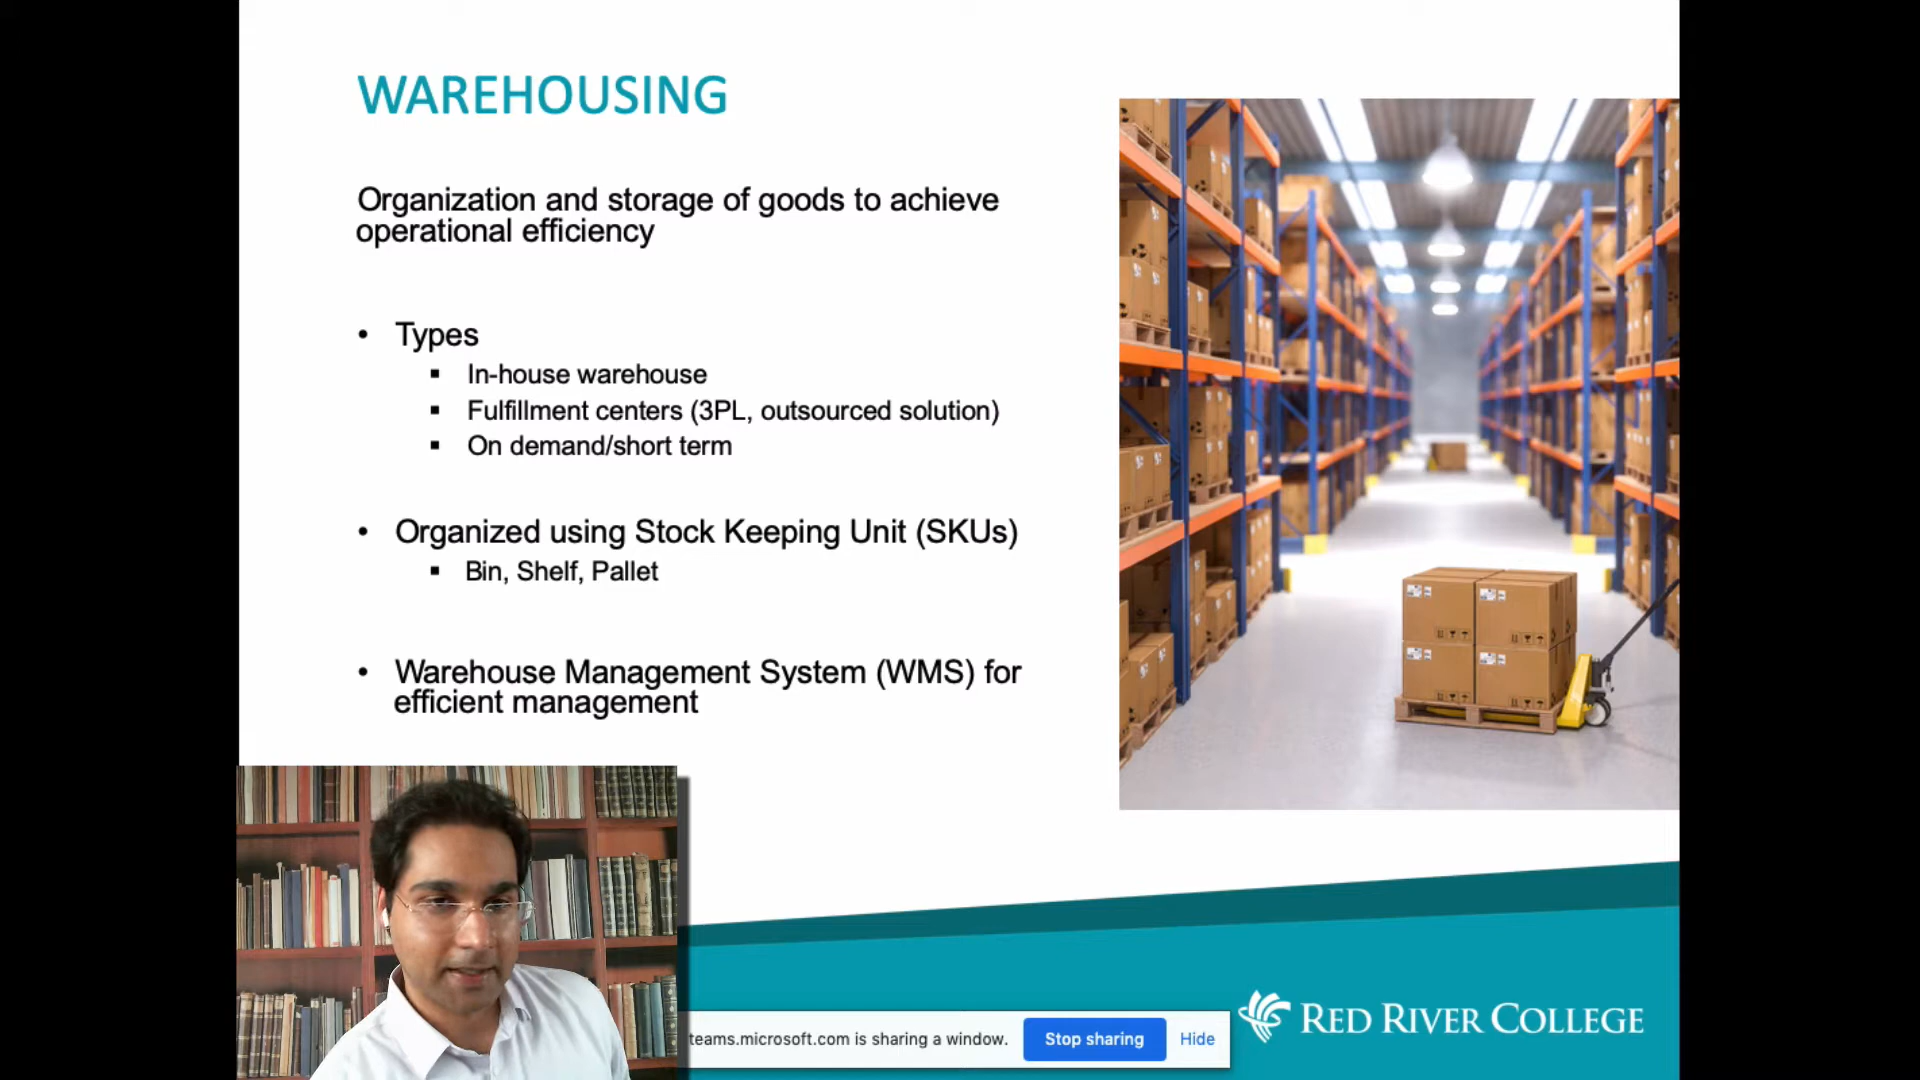 WAREHOUSING
Organization and storage of goods to achieve
operational efficiency
• Types
▪ In-house warehouse
▪ Fulfillment centers (3PL, outsourced solution)
▪ On demand/short term
• Organized using Stock Keeping Unit (SKUs)
▪ Bin, Shelf, Pallet
• Warehouse Management System (WMS) for
efficient management
teams.microsoft.com is sharing a window.
Stop sharing
Hide
RED RIVER COLLEGE